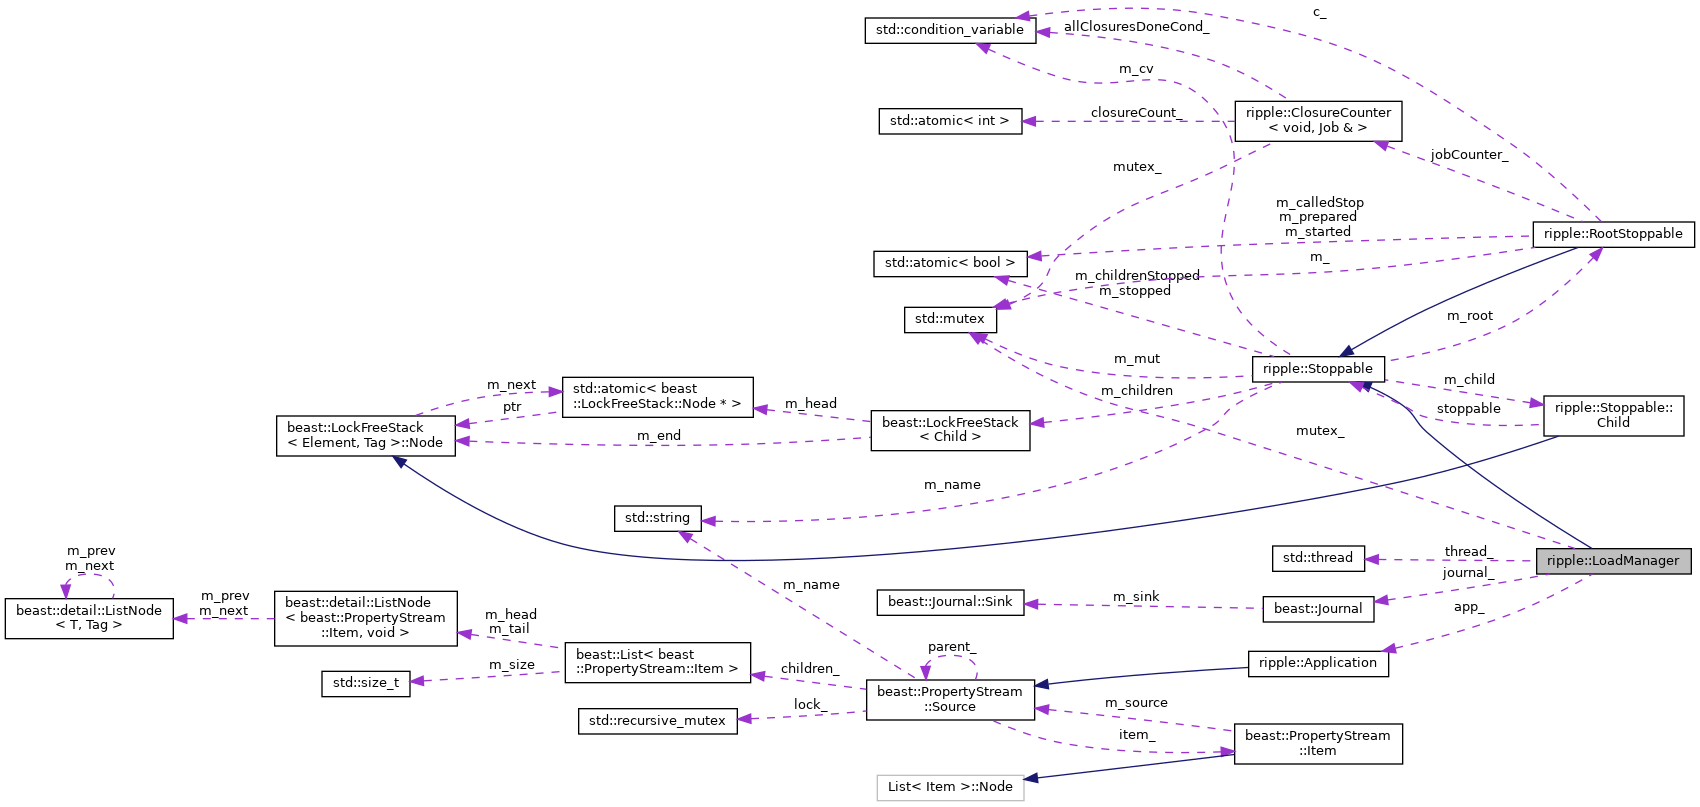 c_
std::condition_variable
allClosuresDoneCond_
m_cv
ripple::ClosureCounter
< void, Job & >
std::atomic< int >
closureCount_
jobCounter_
mutex_
m_calledStop
m_prepared
m_started
ripple::RootStoppable
std::atomic< bool >
m_
m_childrenStopped
m_stopped
std::mutex
m_root
m_mut
ripple::Stoppable
m_child
m_next
std::atomic< beast
::LockFreeStack::Node * >
m_children
ptr
m_head
stoppable
ripple::Stoppable::
Child
beast::LockFreeStack
< Element, Tag >::Node
m_end
beast::LockFreeStack
< Child >
mutex_
m_name
std::string
m_prev
m_next
std::thread
thread_
ripple::LoadManager
journal_
m_name
beast::detail::ListNode
< T, Tag >
m_prev
m_next
beast::detail::ListNode
< beast::PropertyStream
::Item, void >
m_head
m_tail
beast::Journal::Sink
m_sink
beast::Journal
app_
parent_
beast::List< beast
::PropertyStream::Item >
m_size
std::size_t
children_
ripple::Application
beast::PropertyStream
::Source
lock_
std::recursive_mutex
m_source
item_
beast::PropertyStream
::Item
List< Item >::Node